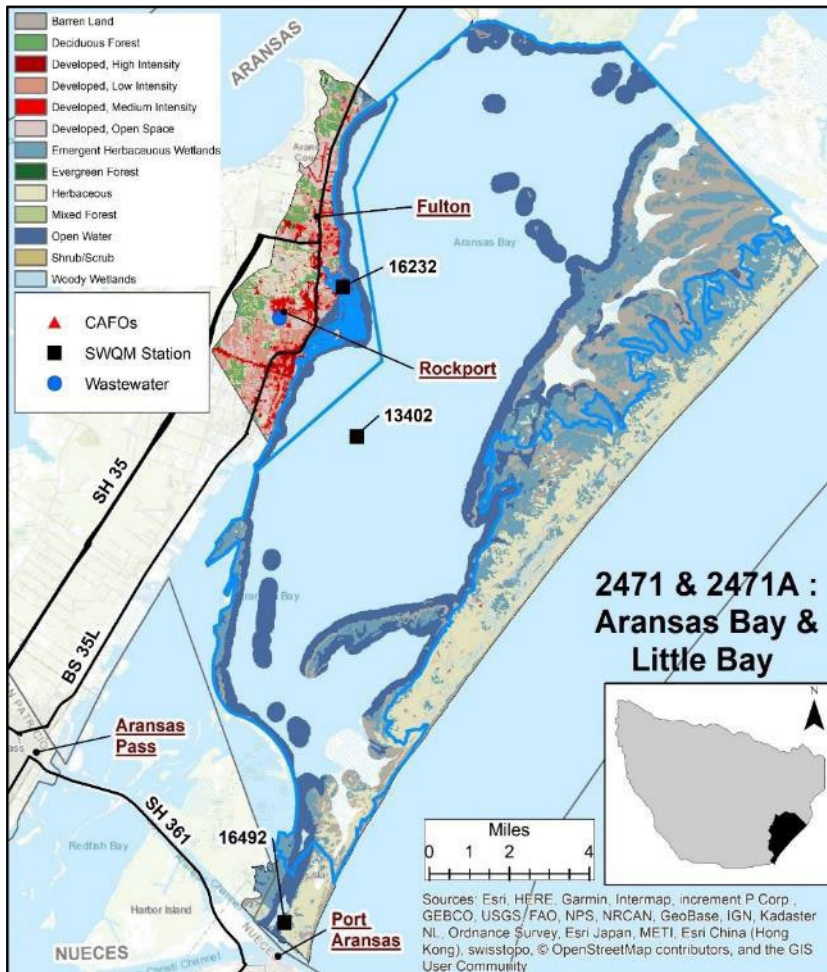 Barren Land
Deciduous Forest
Developed, High Intensity
Developed, Low Intensity
Developed, Medium Intensity
Developed, Open Space
Emergent Herbaceuous Wetlands
Evergreen Forest
Herbaceous
Mixed Forest
Open Water
Shrub/Scrub
Woody Wetlands
CAFOs
SWQM Station
Wastewater
ARANSAS
Fulton
Aransas Bay
16232
Rockport
13402
SH 35
BS 35L
Bay
2471 & 2471A :
Aransas Bay &
Little Bay
N
Aransas
Pass
SH 361
16492
Redfish Bay
Harbor Island
Port
Aransas
NUECES
Channel
Miles
0 1 2 4
Sources: Esri, HERE, Garmin, Intermap, increment P Corp.,
GEBCO, USGS, FAO, NPS, NRCAN, GeoBase, IGN, Kadaster
NL, Ordnance Survey, Esri Japan, METI, Esri China (Hong
Kong), swisstopo, © OpenStreetMap contributors, and the GIS
User Community